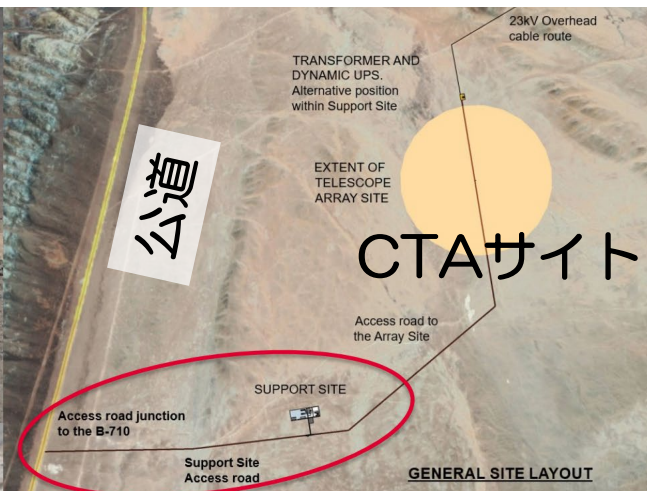 23kV Overhead
cable route
TRANSFORMER AND
DYNAMIC UPS.
Alternative position
within Support Site
公道
EXTENT OF
TELESCOPE
ARRAY SITE
CTAサイト
Access road to
the Array Site
SUPPORT SITE
Access road junction
to the B-710
Support Site
Access road
GENERAL SITE LAYOUT